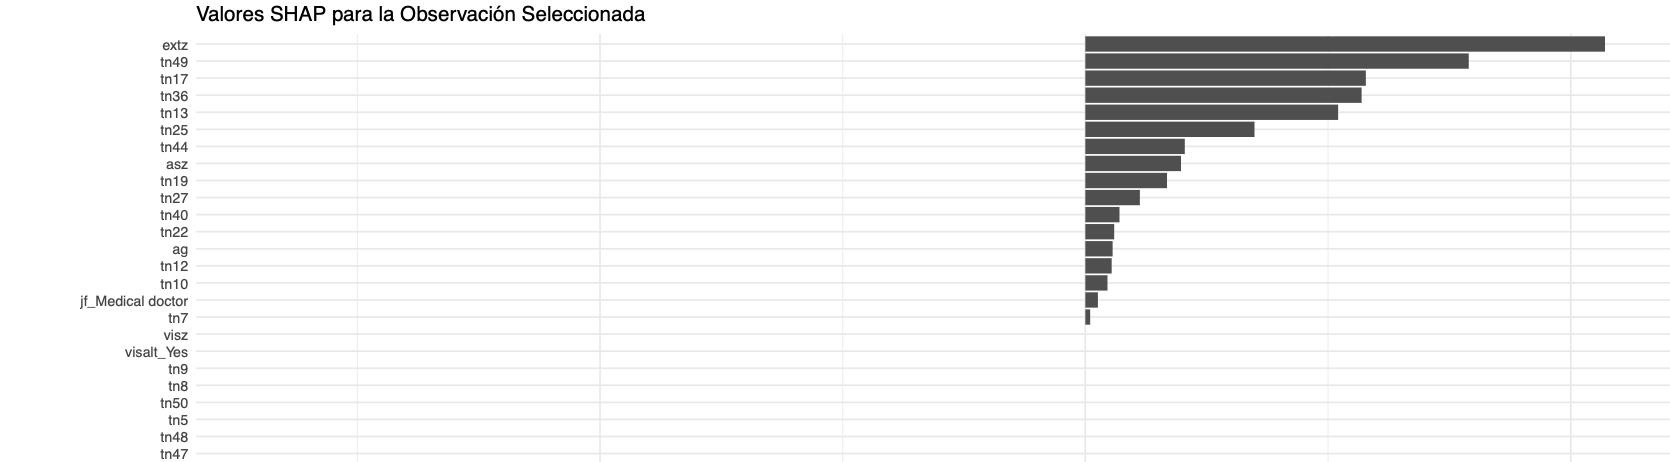 Valores SHAP para la Observación Seleccionada
extz
tn49
tn17
tn36
tn13
tn25
tn44
asz
tn19
tn27
tn40
tn22
ag
tn12
tn10
jf_Medical doctor
tn7
visz
visalt_Yes
tn9
tn8
tn50
tn5
tn48
tn47